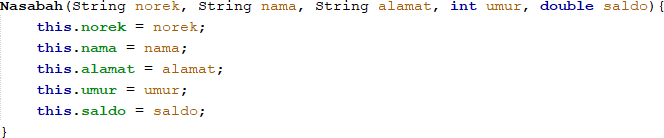 Nasabah(String norek, String nama, String alamat, int umur, double saldo){
    this.norek = norek;
    this.nama = nama;
    this.alamat = alamat;
    this.umur = umur;
    this.saldo = saldo;
}